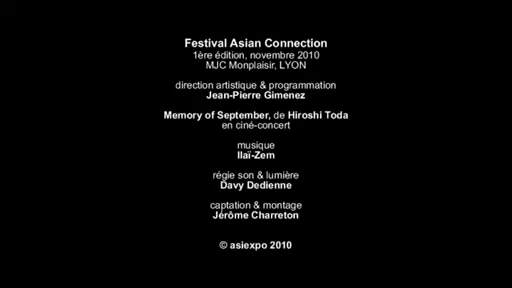 Festival Asian Connection
1ère édition, novembre 2010
MJC Monplaisir, LYON
direction artistique & programmation
Jean-Pierre Gimenez
Memory of September, de Hiroshi Toda
en ciné-concert
musique
Ilaï-Zem
régie son & lumière
Davy Dedienne
captation & montage
Jérôme Charreton
© asiexpo 2010